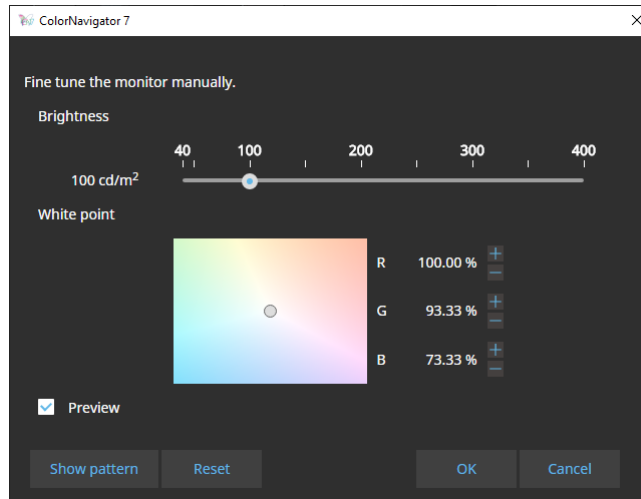 ColorNavigator 7
Fine tune the monitor manually.
Brightness
40 100 200 300 400
100 cd/m²
White point
R 100.00 %
G 93.33 %
B 73.33 %
Preview
Show pattern Reset OK Cancel